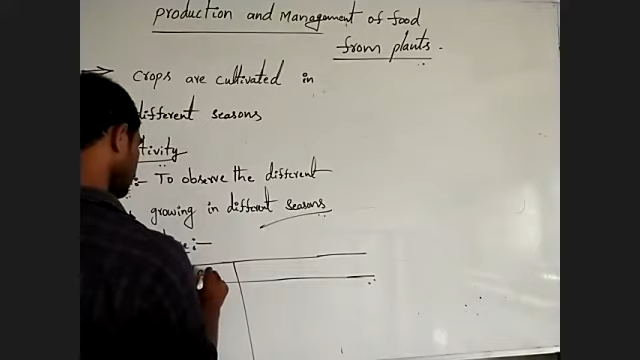 production and Management of food
from plants.
crops are cultivated in
different seasons
tivity
:- To observe the different
growing in different seasons
:-